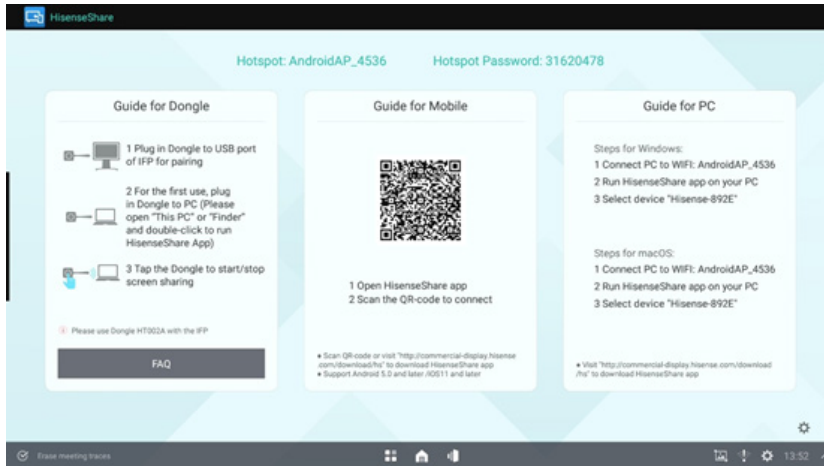 HisenseShare
Hotspot: AndroidAP_4536 Hotspot Password: 31620478
Guide for Dongle
1 Plug in Dongle to USB port
of IFP for pairing
2 For the first use, plug
in Dongle to PC (Please
open "This PC" or "Finder"
and double-click to run
HisenseShare App)
3 Tap the Dongle to start/stop
screen sharing
Please use Dongle HT002A with the IFP
FAQ
Guide for Mobile
1 Open HisenseShare app
2 Scan the QR-code to connect
● Scan QR-code or visit "http://commercial-display.hisense
.com/download/hs" to download HisenseShare app
● Support Android 5.0 and later /iOS11 and later
Guide for PC
Steps for Windows:
1 Connect PC to WIFI: AndroidAP_4536
2 Run HisenseShare app on your PC
3 Select device "Hisense-892E"
Steps for macOS:
1 Connect PC to WIFI: AndroidAP_4536
2 Run HisenseShare app on your PC
3 Select device "Hisense-892E"
● Visit "http://commercial-display.hisense.com/download
/hs" to download HisenseShare app
Erase meeting traces
13:52